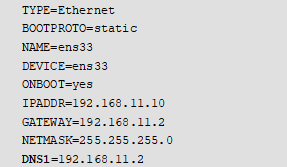 TYPE=Ethernet
BOOTPROTO=static
NAME=ens33
DEVICE=ens33
ONBOOT=yes
IPADDR=192.168.11.10
GATEWAY=192.168.11.2
NETMASK=255.255.255.0
DNS1=192.168.11.2